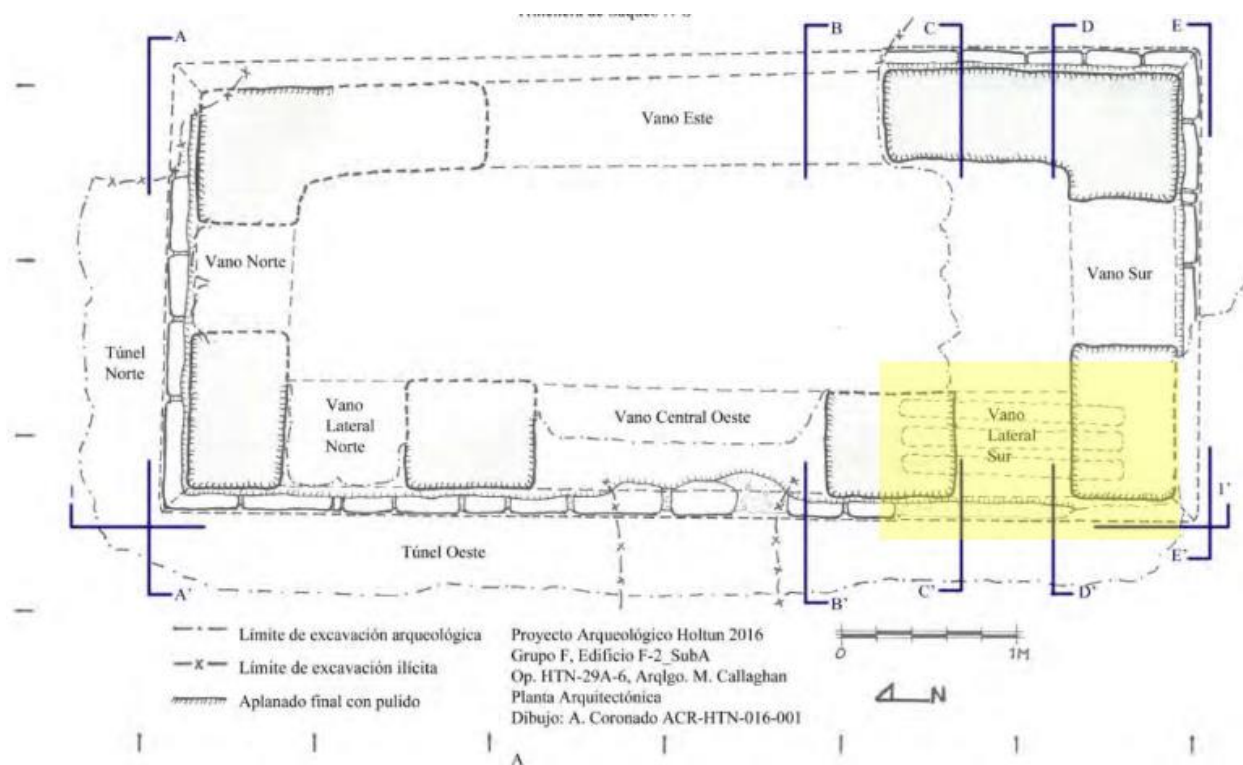 A
B
C
D
E
Vano Este
Vano Norte
Vano Sur
Túnel
Norte
Vano
Lateral
Norte
Vano Central Oeste
Vano
Lateral
Sur
1'
Túnel Oeste
A'
B'
C'
D'
E'
Límite de excavación arqueológica
Límite de excavación ilícita
Aplanado final con pulido
Proyecto Arqueológico Holtun 2016
Grupo F, Edificio F-2_SubA
Op. HTN-29A-6, Arqlgo. M. Callaghan
Planta Arquitectónica
Dibujo: A. Coronado ACR-HTN-016-001
0 1M
N
A